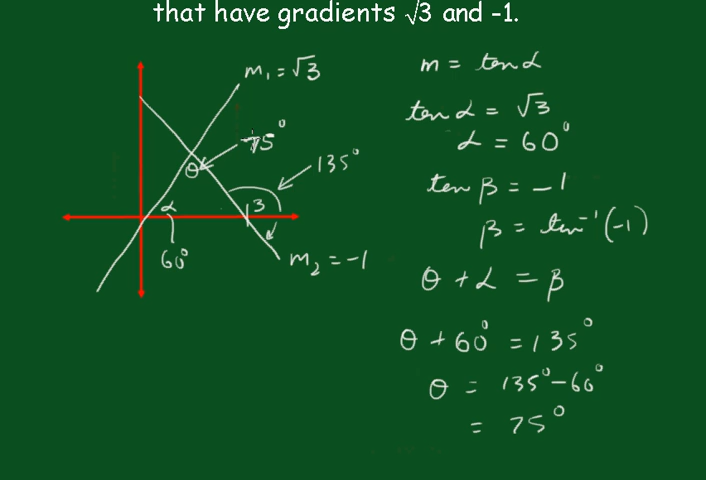 that have gradients √3 and -1.
m₁ = √3
75°
135°
θ
α
β
60°
m₂ = -1
m = tan α
tan α = √3
α = 60°
tan β = -1
β = tan⁻¹(-1)
θ + α = β
θ + 60° = 135°
θ = 135° - 60°
= 75°